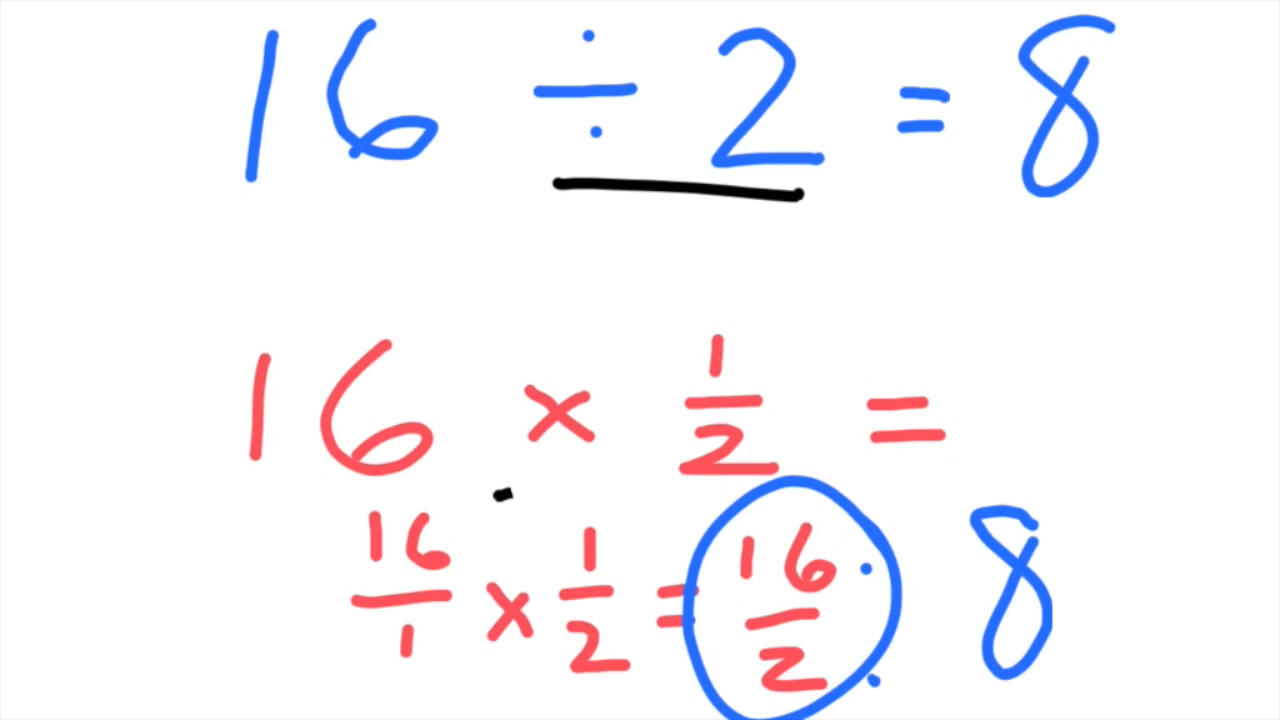 16 ÷ 2 = 8
16 × 1/2 =
16/1 × 1/2 = 16/2 8